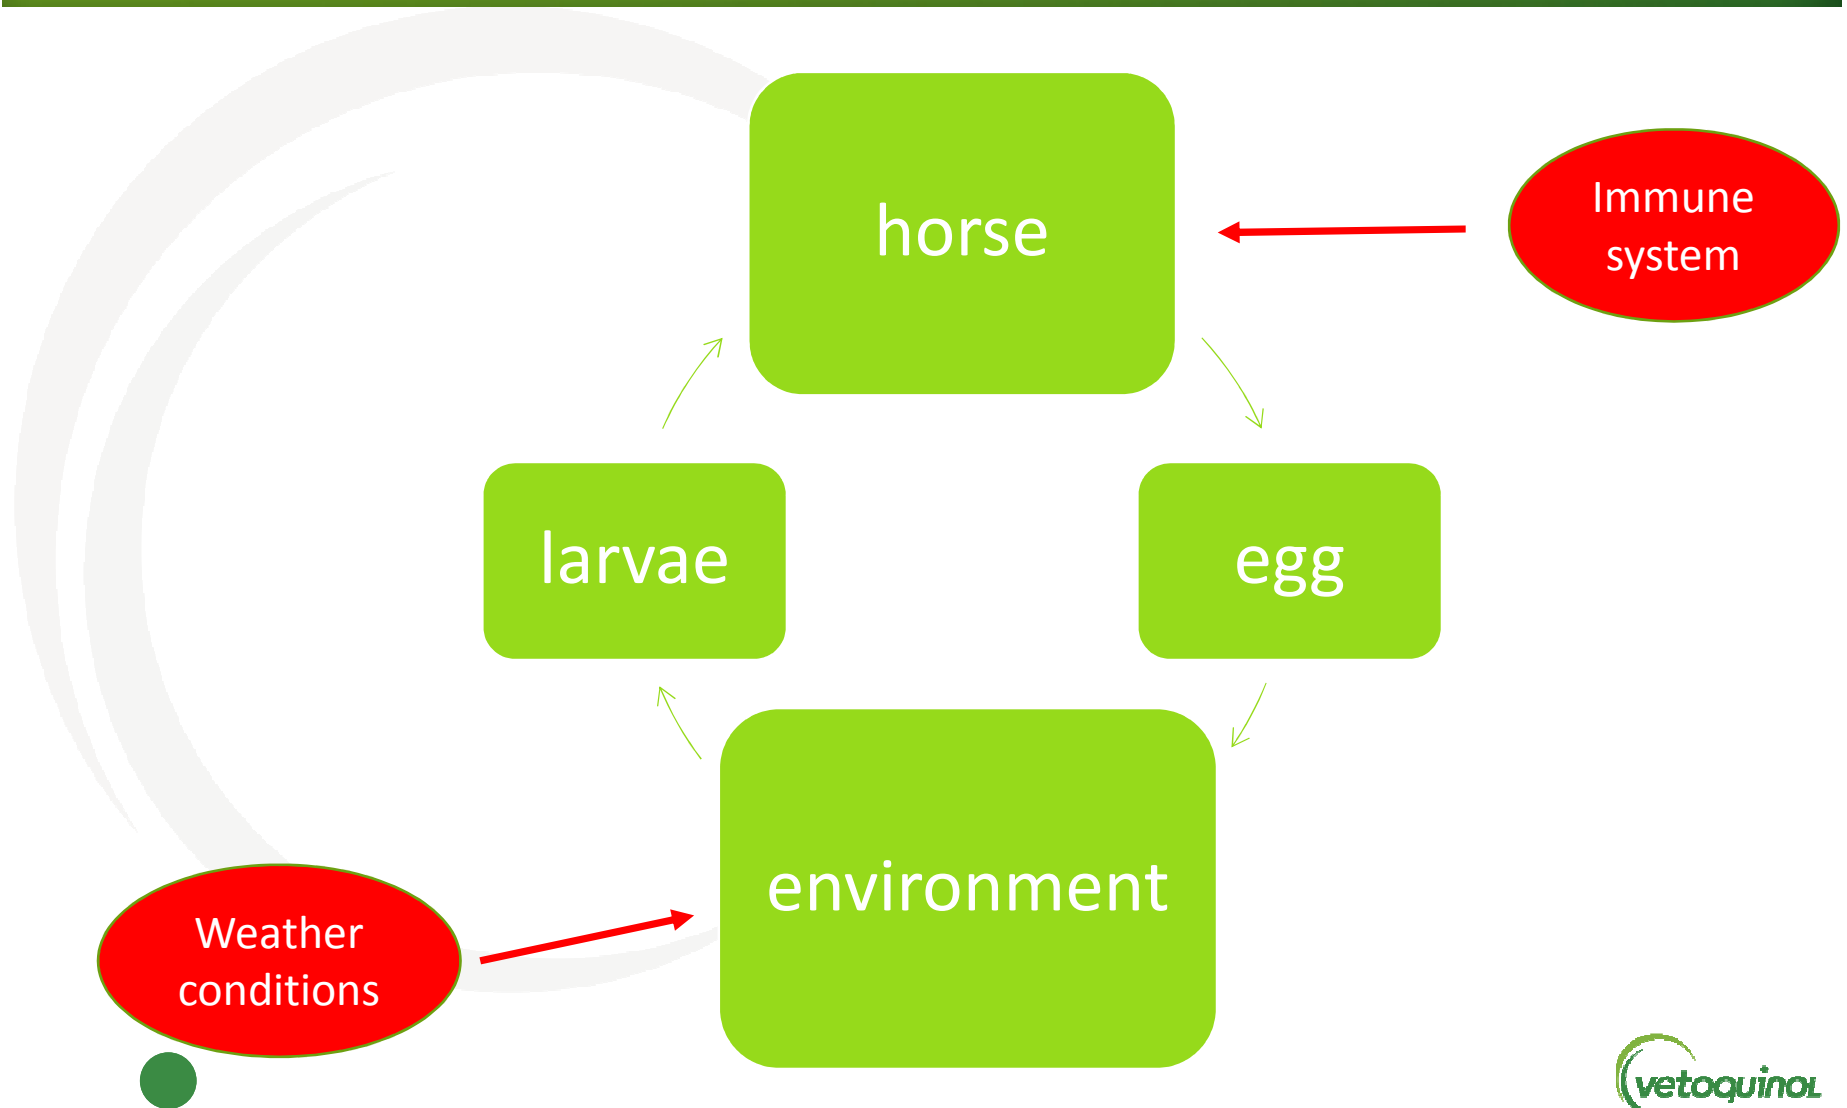 horse
Immune
system
larvae
egg
environment
Weather
conditions
vetoquinol